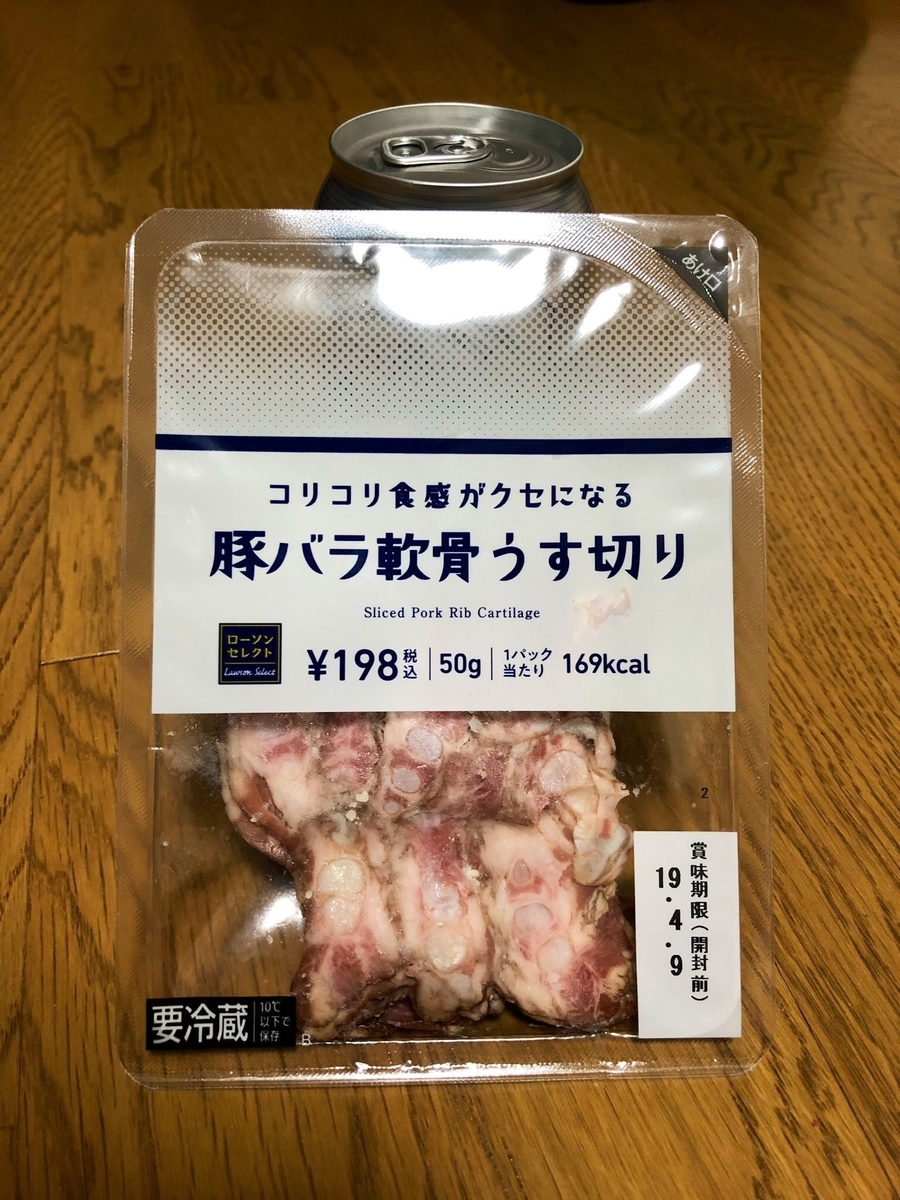 あけ口
コリコリ食感がクセになる
豚バラ軟骨うす切り
Sliced Pork Rib Cartilage
ローソン
セレクト
Lawson Select
¥198 税込 50g 1パック当たり 169kcal
2
賞味期限(開封前)
19.4.9
要冷蔵
10℃
以下で
保存
B